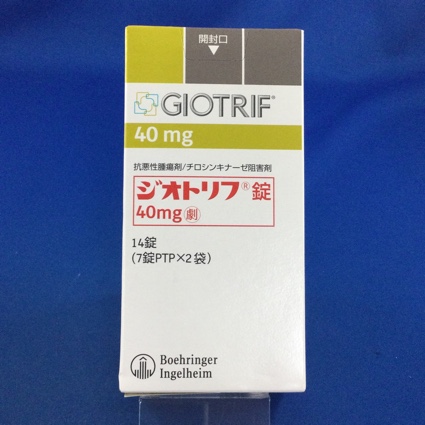 開封口
GIOTRIF®
40 mg
抗悪性腫瘍剤/チロシンキナーゼ阻害剤
ジオトリフ®錠
40mg 劇
14錠
(7錠PTP×2袋)
Boehringer
Ingelheim